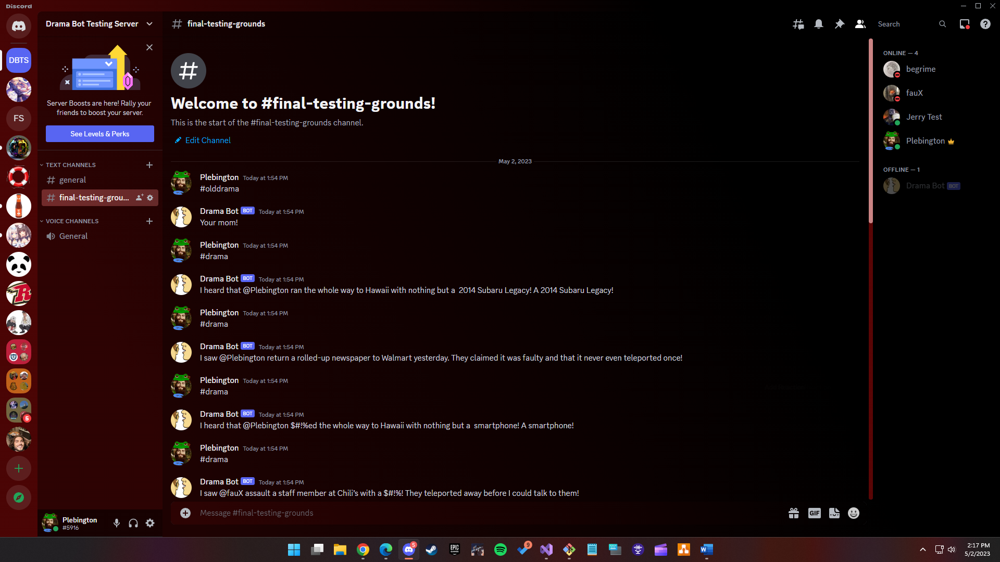 Discord
Drama Bot Testing Server
final-testing-grounds
Search
DBTS
FS
5
Server Boosts are here! Rally your
friends to boost your server.
See Levels & Perks
TEXT CHANNELS
general
final-testing-grou...
VOICE CHANNELS
General
Welcome to #final-testing-grounds!
This is the start of the #final-testing-grounds channel.
Edit Channel
May 2, 2023
Plebington Today at 1:54 PM
#olddrama
Drama Bot BOT Today at 1:54 PM
Your mom!
Plebington Today at 1:54 PM
#drama
Drama Bot BOT Today at 1:54 PM
I heard that @Plebington ran the whole way to Hawaii with nothing but a  2014 Subaru Legacy! A 2014 Subaru Legacy!
Plebington Today at 1:54 PM
#drama
Drama Bot BOT Today at 1:54 PM
I saw @Plebington return a rolled-up newspaper to Walmart yesterday. They claimed it was faulty and that it never even teleported once!
Plebington Today at 1:54 PM
#drama
Drama Bot BOT Today at 1:54 PM
I heard that @Plebington $#!%ed the whole way to Hawaii with nothing but a  smartphone! A smartphone!
Plebington Today at 1:54 PM
#drama
Drama Bot BOT Today at 1:54 PM
I saw @fauX assault a staff member at Chili's with a $#!%! They teleported away before I could talk to them!
Message #final-testing-grounds
GIF
ONLINE — 4
begrime
fauX
Jerry Test
Plebington
OFFLINE — 1
Drama Bot BOT
Plebington
#5916
5
EPIC
GAMES
9
W
2:17 PM
5/2/2023